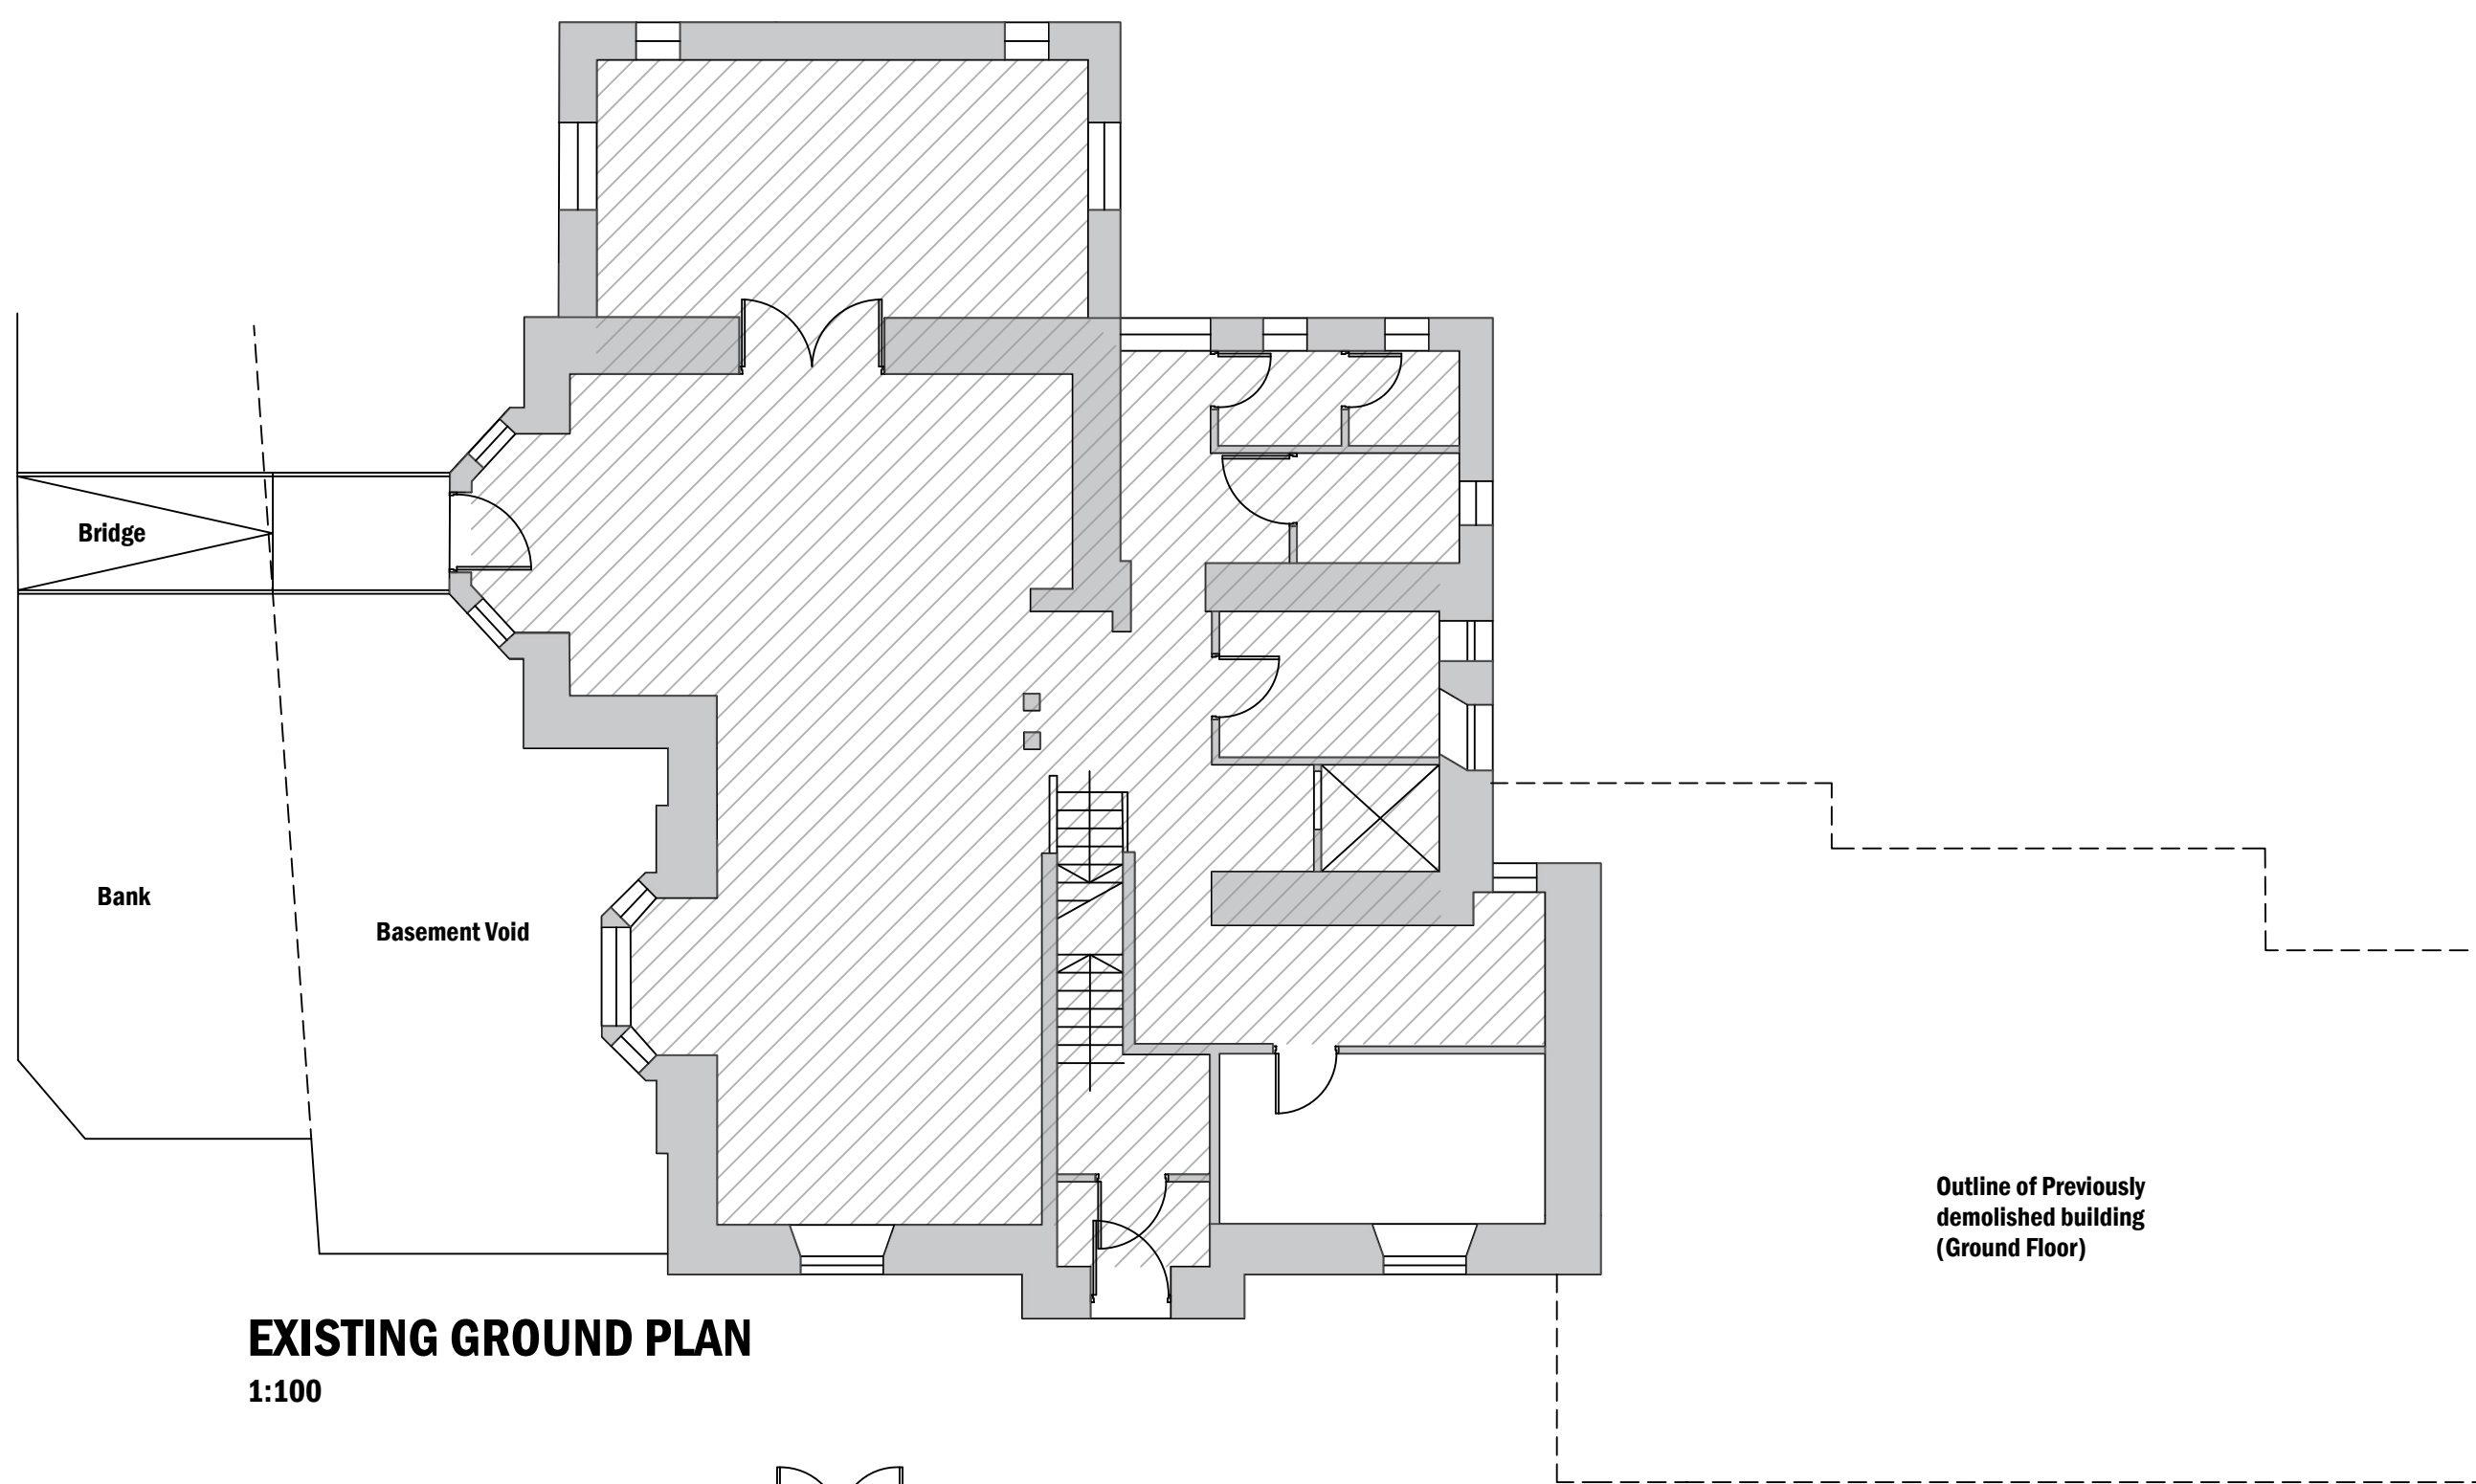 Bridge
Bank
Basement Void
Outline of Previously
demolished building
(Ground Floor)
EXISTING GROUND PLAN
1:100